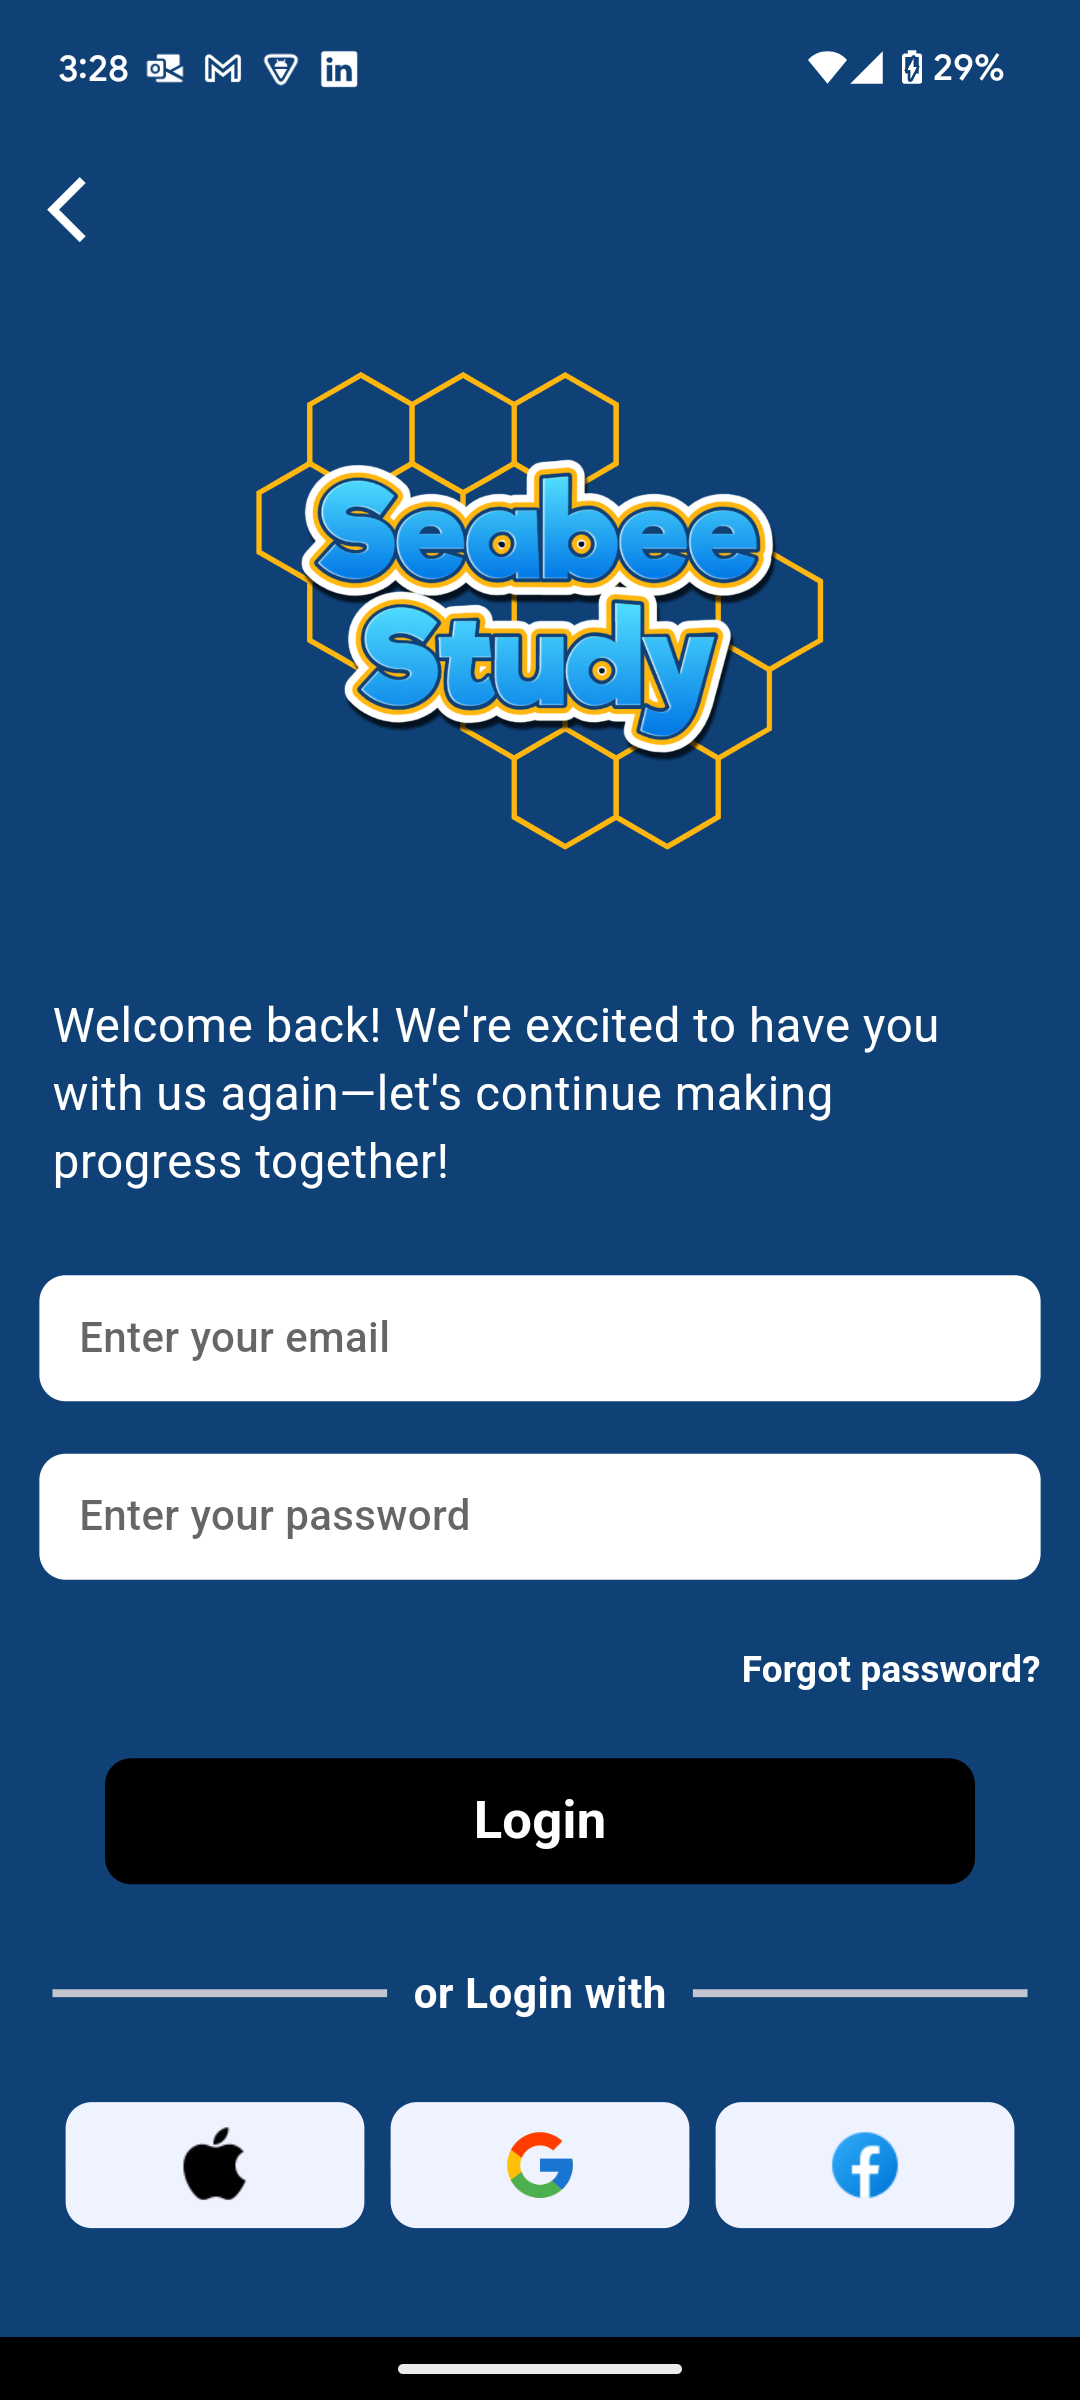 3:28
29%
Seabee
Study
Welcome back! We're excited to have you
with us again—let's continue making
progress together!
Enter your email
Enter your password
Forgot password?
Login
or Login with